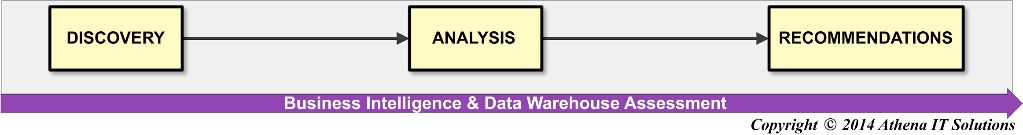 DISCOVERY
ANALYSIS
RECOMMENDATIONS
Business Intelligence & Data Warehouse Assessment
Copyright © 2014 Athena IT Solutions